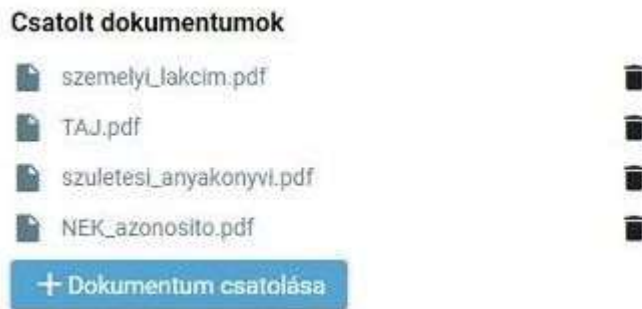 Csatolt dokumentumok
szemelyi_lakcim.pdf
TAJ.pdf
szuletesi_anyakonyvi.pdf
NEK_azonosito.pdf
+ Dokumentum csatolása